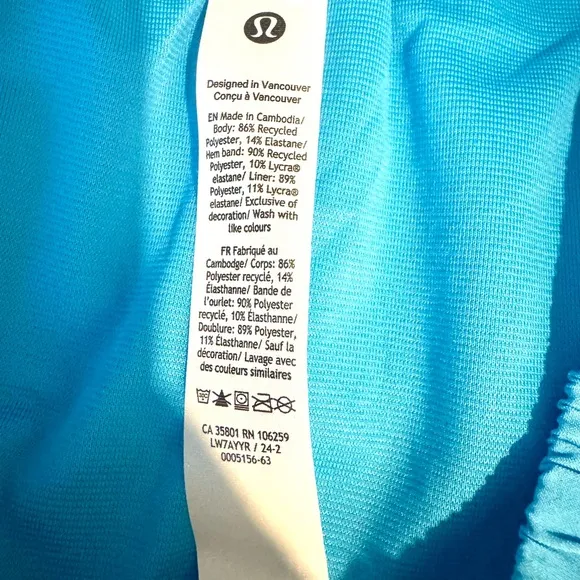 Designed in Vancouver
Conçu à Vancouver
EN Made in Cambodia/
Body: 86% Recycled
Polyester, 14% Elastane/
Hem band: 90% Recycled
Polyester, 10% Lycra®
elastane/ Liner: 89%
Polyester, 11% Lycra®
elastane/ Exclusive of
decoration/ Wash with
like colours
FR Fabriqué au
Cambodge/ Corps: 86%
Polyester recyclé, 14%
Élasthanne/ Bande de
l'ourlet: 90% Polyester
recyclé, 10% Élasthanne/
Doublure: 89% Polyester,
11% Élasthanne/ Sauf la
décoration/ Lavage avec
des couleurs similaires
CA 35801 RN 106259
LW7AYYR / 24-2
0005156-63